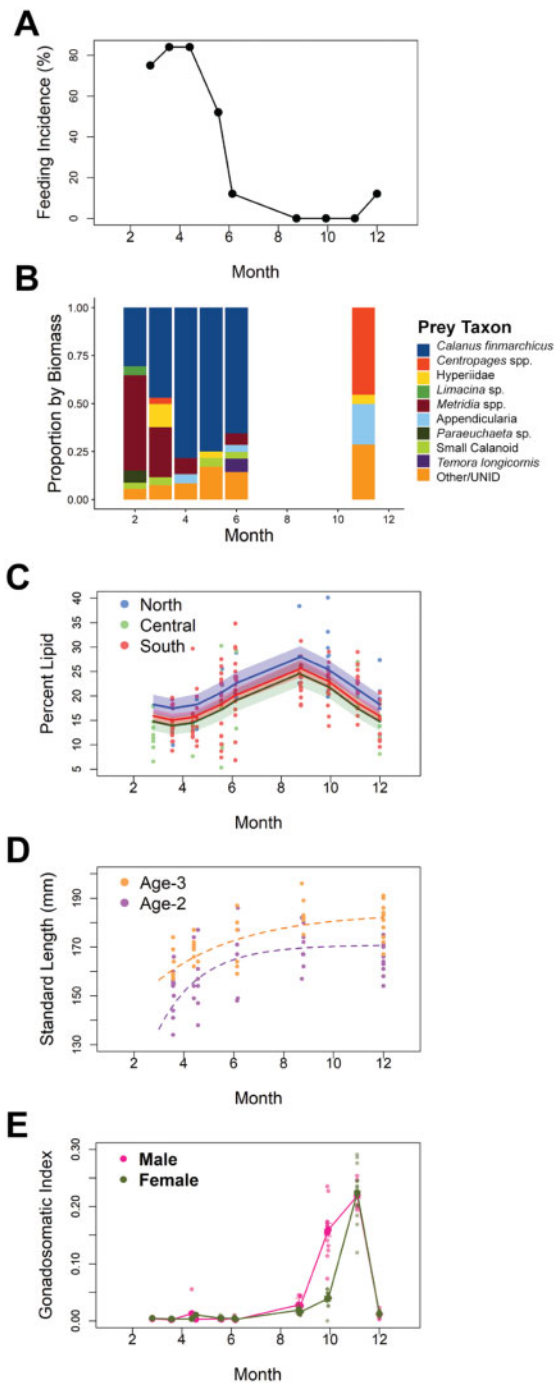 A
Feeding Incidence (%)
80
60
40
20
0
2 4 6 8 10 12
Month
B
Proportion by Biomass
1.00
0.75
0.50
0.25
0.00
2 4 6 8 10 12
Month
Prey Taxon
Calanus finmarchicus
Centropages spp.
Hyperiidae
Limacina sp.
Metridia spp.
Appendicularia
Paraeuchaeta sp.
Small Calanoid
Temora longicornis
Other/UNID
C
North
Central
South
Percent Lipid
40
35
30
25
20
15
10
5
2 4 6 8 10 12
Month
D
Age-3
Age-2
Standard Length (mm)
190
170
150
130
2 4 6 8 10 12
Month
E
Male
Female
Gonadosomatic Index
0.30
0.20
0.10
0.00
2 4 6 8 10 12
Month